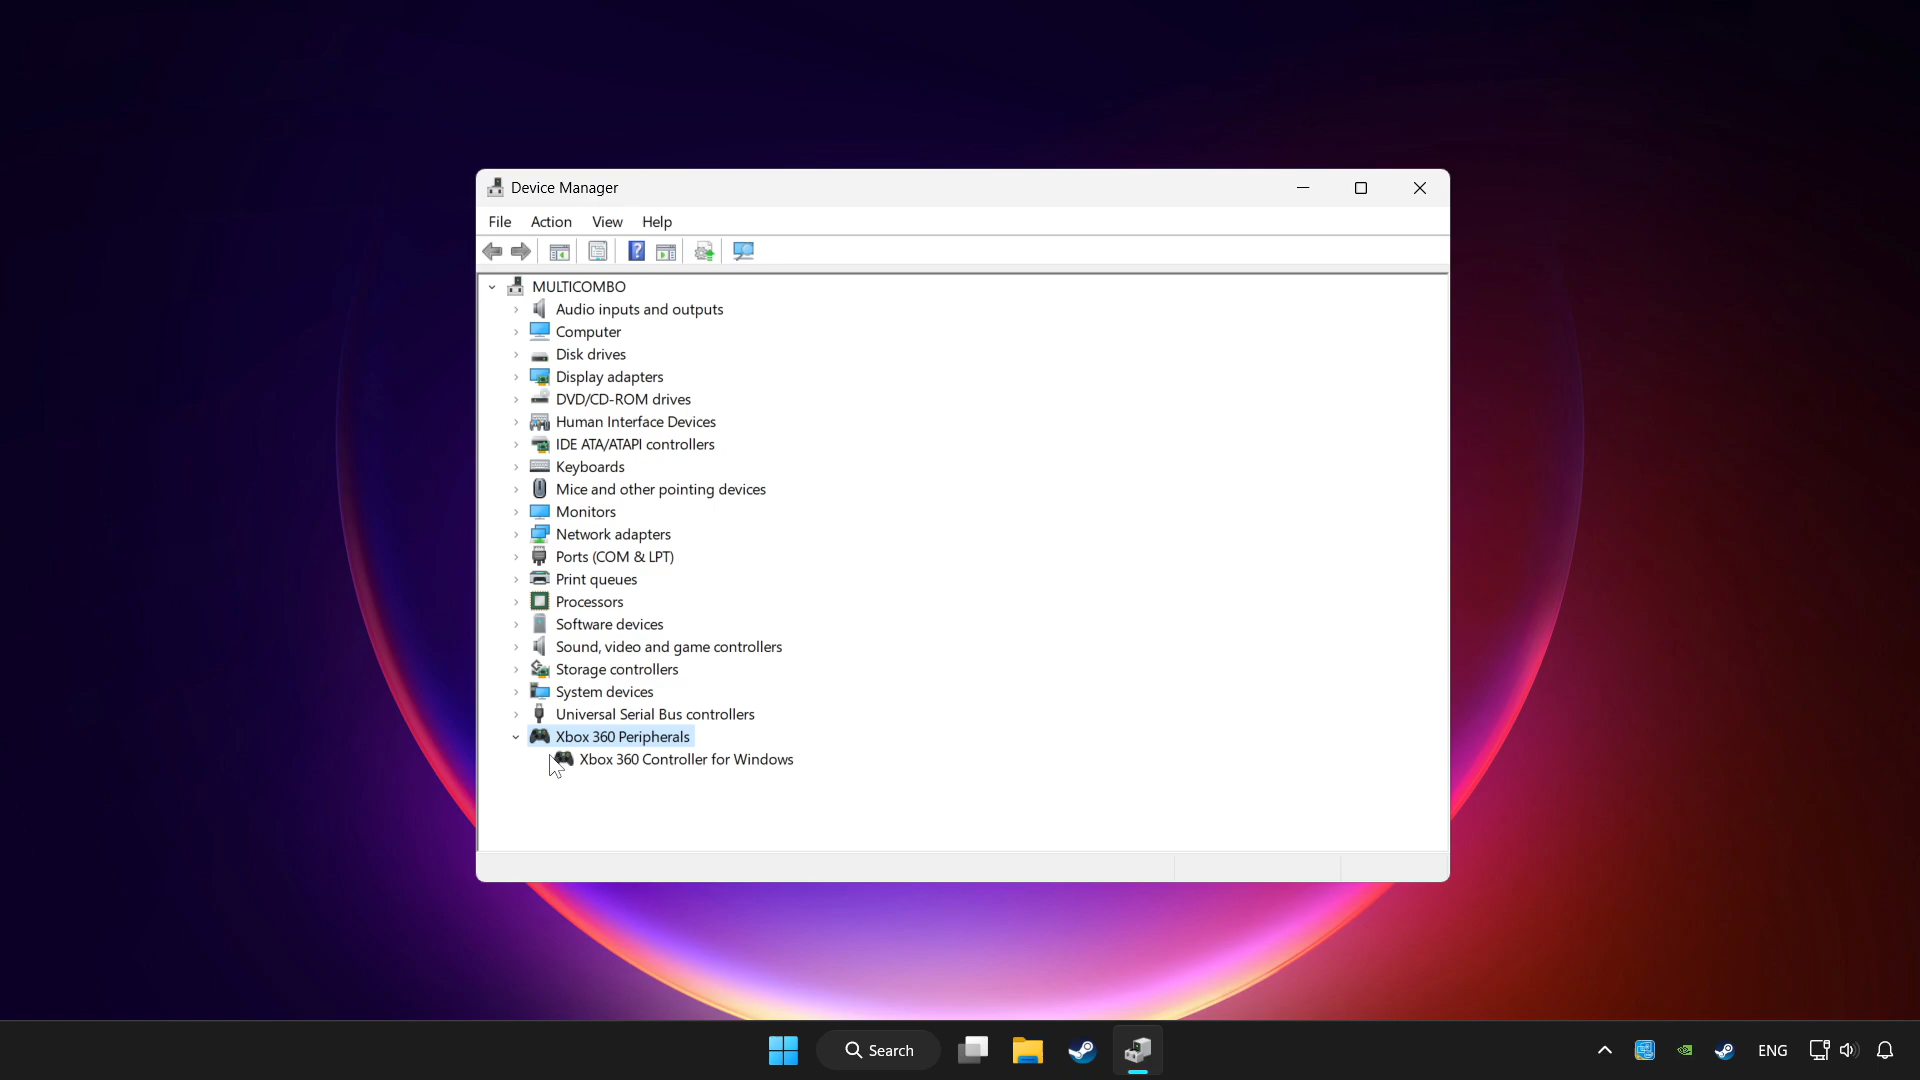 Device Manager
File Action View Help
MULTICOMBO
Audio inputs and outputs
Computer
Disk drives
Display adapters
DVD/CD-ROM drives
Human Interface Devices
IDE ATA/ATAPI controllers
Keyboards
Mice and other pointing devices
Monitors
Network adapters
Ports (COM & LPT)
Print queues
Processors
Software devices
Sound, video and game controllers
Storage controllers
System devices
Universal Serial Bus controllers
Xbox 360 Peripherals
Xbox 360 Controller for Windows
Search
ENG